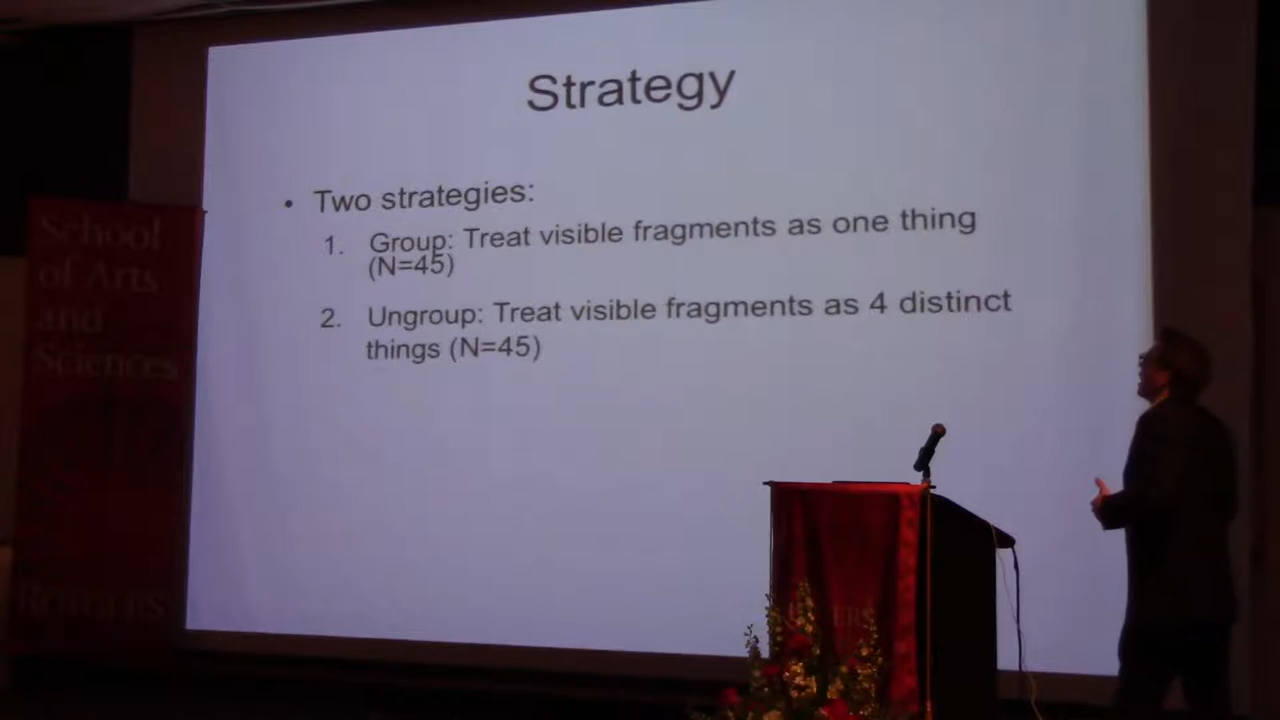 Strategy
• Two strategies:
1. Group: Treat visible fragments as one thing
(N=45)
2. Ungroup: Treat visible fragments as 4 distinct
things (N=45)
School
of Arts
and
Sciences
RUTGERS
RUTGERS